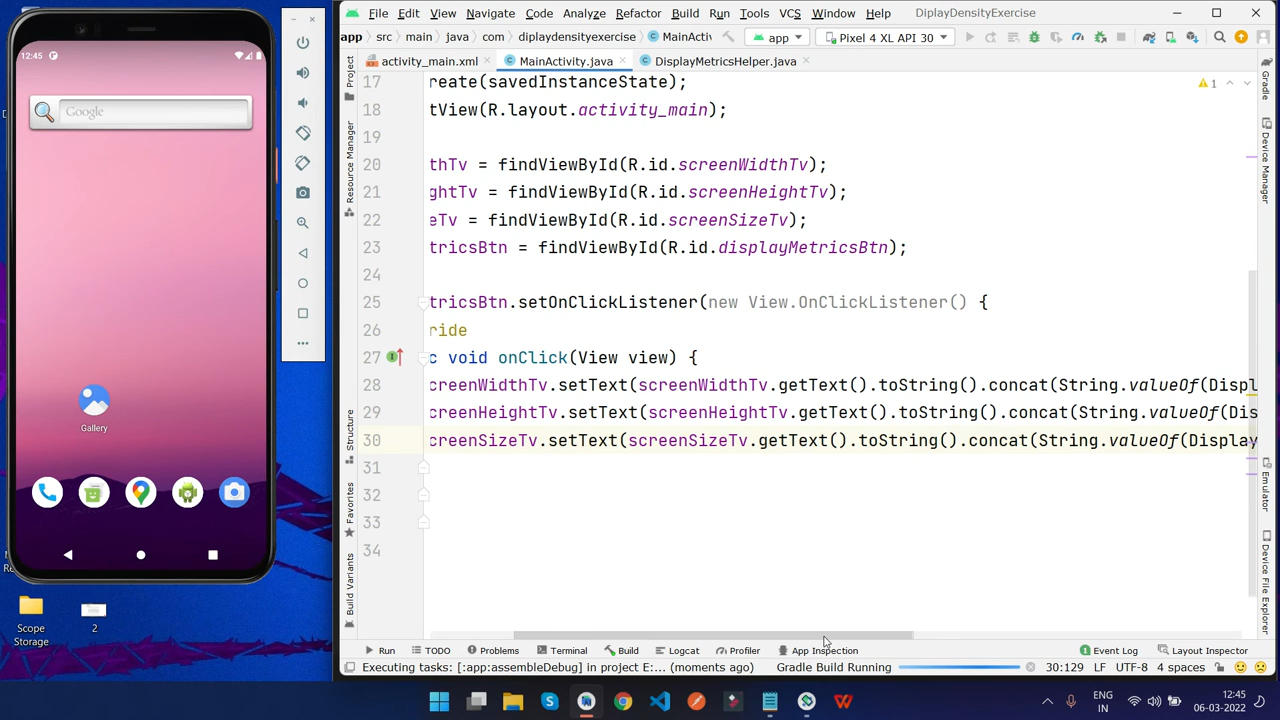 File Edit View Navigate Code Analyze Refactor Build Run Tools VCS Window Help DiplayDensityExercise
app src main java com diplaydensityexercise MainActiv app Pixel 4 XL API 30
activity_main.xml MainActivity.java DisplayMetricsHelper.java
12:45
Google
Gallery
Scope
Storage
2
Project
Resource Manager
Structure
Favorites
Build Variants
17 reate(savedInstanceState);
18 tView(R.layout.activity_main);
19
20 thTv = findViewById(R.id.screenWidthTv);
21 ghtTv = findViewById(R.id.screenHeightTv);
22 eTv = findViewById(R.id.screenSizeTv);
23 tricsBtn = findViewById(R.id.displayMetricsBtn);
24
25 tricsBtn.setOnClickListener(new View.OnClickListener() {
26 ride
27 c void onClick(View view) {
28 creenWidthTv.setText(screenWidthTv.getText().toString().concat(String.valueOf(Displ
29 creenHeightTv.setText(screenHeightTv.getText().toString().concat(String.valueOf(Dis
30 creenSizeTv.setText(screenSizeTv.getText().toString().concat(String.valueOf(Display
31
32
33
34
1
Gradle
Device Manager
Emulator
Device File Explorer
Run TODO Problems Terminal Build Logcat Profiler App Inspection 1 Event Log Layout Inspector
Executing tasks: [:app:assembleDebug] in project E:... (moments ago) Gradle Build Running 30:129 LF UTF-8 4 spaces
ENG
IN
12:45
06-03-2022